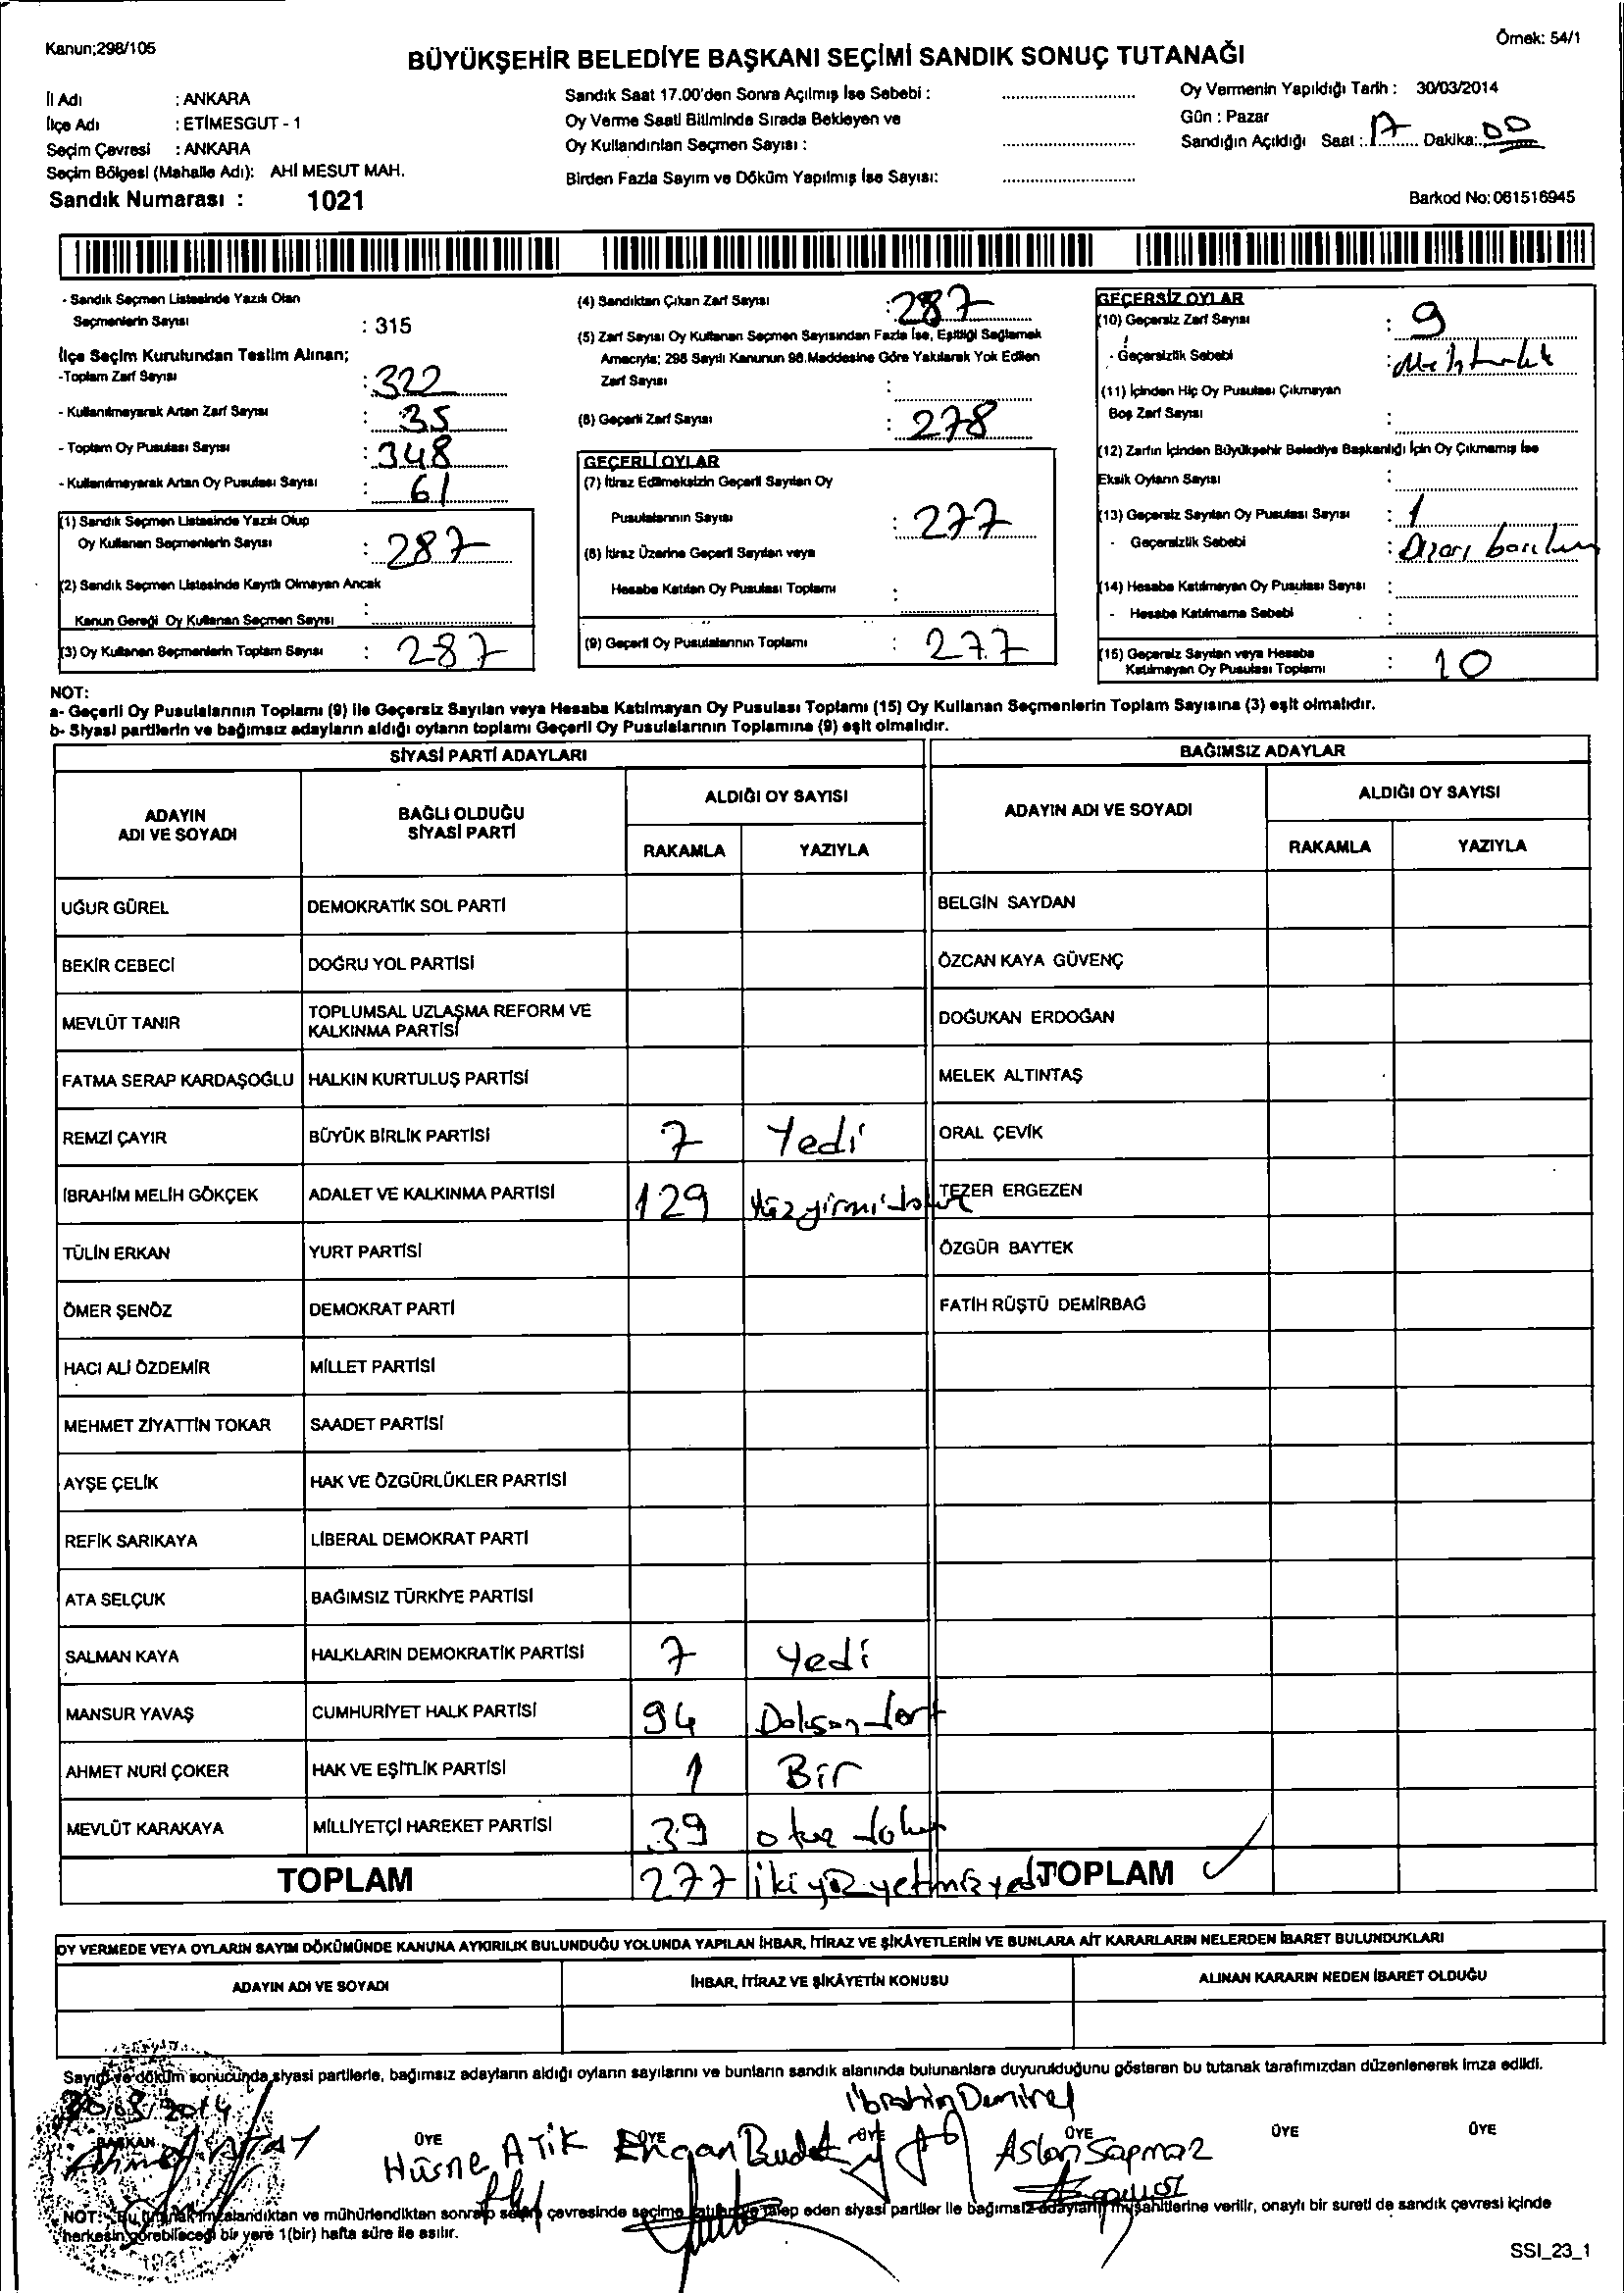 Kanun;298/105
Örnek: 54/1
BÜYÜKŞEHİR BELEDİYE BAŞKANI SEÇİMİ SANDIK SONUÇ TUTANAĞI
İl Adı : ANKARA
İlçe Adı : ETİMESGUT - 1
Seçim Çevresi : ANKARA
Seçim Bölgesi (Mahalle Adı): AHİ MESUT MAH.
Sandık Numarası : 1021
Sandık Saat 17.00'den Sonra Açılmış İse Sebebi :
Oy Verme Saati Bitiminde Sırada Bekleyen ve
Oy Kullandırılan Seçmen Sayısı :
Birden Fazla Sayım ve Döküm Yapılmış İse Sayısı:
Oy Vermenin Yapıldığı Tarih : 30/03/2014
Gün : Pazar
Sandığın Açıldığı Saat : 17 Dakika: 00
Barkod No: 061516945
- Sandık Seçmen Listesinde Yazılı Olan
Seçmenlerin Sayısı : 315
İlçe Seçim Kurulundan Teslim Alınan;
-Toplam Zarf Sayısı : 322
- Kullanılmayarak Artan Zarf Sayısı : 35
- Toplam Oy Pusulası Sayısı : 348
- Kullanılmayarak Artan Oy Pusulası Sayısı : 61
(1) Sandık Seçmen Listesinde Yazılı Olup
Oy Kullanan Seçmenlerin Sayısı : 287
(2) Sandık Seçmen Listesinde Kayıtlı Olmayan Ancak
Kanun Gereği Oy Kullanan Seçmen Sayısı :
(3) Oy Kullanan Seçmenlerin Toplam Sayısı : 287
(4) Sandıktan Çıkan Zarf Sayısı : 287
(5) Zarf Sayısı Oy Kullanan Seçmen Sayısından Fazla İse, Eşitliği Sağlamak
Amacıyla; 298 Sayılı Kanunun 98.Maddesine Göre Yakılarak Yok Edilen
Zarf Sayısı :
(6) Geçerli Zarf Sayısı : 278
GEÇERLİ OYLAR
(7) İtiraz Edilmeksizin Geçerli Sayılan Oy
Pusulalarının Sayısı : 277
(8) İtiraz Üzerine Geçerli Sayılan veya
Hesaba Katılan Oy Pusulası Toplamı :
(9) Geçerli Oy Pusulalarının Toplamı : 277
GEÇERSİZ OYLAR
(10) Geçersiz Zarf Sayısı : 9
- Geçersizlik Sebebi :
(11) İçinden Hiç Oy Pusulası Çıkmayan
Boş Zarf Sayısı :
(12) Zarfın İçinden Büyükşehir Belediye Başkanlığı İçin Oy Çıkmamış İse
Eksik Oyların Sayısı :
(13) Geçersiz Sayılan Oy Pusulası Sayısı : 1
- Geçersizlik Sebebi :
(14) Hesaba Katılmayan Oy Pusulası Sayısı :
- Hesaba Katılmama Sebebi :
(15) Geçersiz Sayılan veya Hesaba
Katılmayan Oy Pusulası Toplamı : 10
NOT:
a- Geçerli Oy Pusulalarının Toplamı (9) ile Geçersiz Sayılan veya Hesaba Katılmayan Oy Pusulası Toplamı (15) Oy Kullanan Seçmenlerin Toplam Sayısına (3) eşit olmalıdır.
b- Siyasi partilerin ve bağımsız adayların aldığı oyların toplamı Geçerli Oy Pusulalarının Toplamına (9) eşit olmalıdır.
SİYASİ PARTİ ADAYLARI
BAĞIMSIZ ADAYLAR
ADAYIN
ADI VE SOYADI
BAĞLI OLDUĞU
SİYASİ PARTİ
ALDIĞI OY SAYISI
RAKAMLA YAZIYLA
ADAYIN ADI VE SOYADI
ALDIĞI OY SAYISI
RAKAMLA YAZIYLA
UĞUR GÜREL DEMOKRATİK SOL PARTİ BELGİN SAYDAN
BEKİR CEBECİ DOĞRU YOL PARTİSİ ÖZCAN KAYA GÜVENÇ
MEVLÜT TANIR TOPLUMSAL UZLAŞMA REFORM VE
KALKINMA PARTİSİ DOĞUKAN ERDOĞAN
FATMA SERAP KARDAŞOĞLU HALKIN KURTULUŞ PARTİSİ MELEK ALTINTAŞ
REMZİ ÇAYIR BÜYÜK BİRLİK PARTİSİ 7 Yedi ORAL ÇEVİK
İBRAHİM MELİH GÖKÇEK ADALET VE KALKINMA PARTİSİ 129 Yüzyirmi dokuz TEZER ERGEZEN
TÜLİN ERKAN YURT PARTİSİ ÖZGÜR BAYTEK
ÖMER ŞENÖZ DEMOKRAT PARTİ FATİH RÜŞTÜ DEMİRBAĞ
HACI ALİ ÖZDEMİR MİLLET PARTİSİ
MEHMET ZİYATTİN TOKAR SAADET PARTİSİ
AYŞE ÇELİK HAK VE ÖZGÜRLÜKLER PARTİSİ
REFİK SARIKAYA LİBERAL DEMOKRAT PARTİ
ATA SELÇUK BAĞIMSIZ TÜRKİYE PARTİSİ
SALMAN KAYA HALKLARIN DEMOKRATİK PARTİSİ 7 Yedi
MANSUR YAVAŞ CUMHURİYET HALK PARTİSİ 94 Doksan dört
AHMET NURİ ÇOKER HAK VE EŞİTLİK PARTİSİ 1 Bir
MEVLÜT KARAKAYA MİLLİYETÇİ HAREKET PARTİSİ 39 otuz dokuz
TOPLAM 277 ikiyüz yetmiş yedi TOPLAM
OY VERMEDE VEYA OYLARIN SAYIM DÖKÜMÜNDE KANUNA AYKIRILIK BULUNDUĞU YOLUNDA YAPILAN İHBAR, İTİRAZ VE ŞİKÂYETLERİN VE BUNLARA AİT KARARLARIN NELERDEN İBARET BULUNDUKLARI
ADAYIN ADI VE SOYADI İHBAR, İTİRAZ VE ŞİKÂYETİN KONUSU ALINAN KARARIN NEDEN İBARET OLDUĞU
Sayım ve döküm sonucunda siyasi partilerle, bağımsız adayların aldığı oyların sayılarını ve bunların sandık alanında bulunanlara duyurulduğunu gösteren bu tutanak tarafımızdan düzenlenerek imza edildi.
30/03/2014
İbrahim Demirel
BAŞKAN ÜYE ÜYE ÜYE ÜYE ÜYE ÜYE
Hüsne ATİK Aslan Sapmaz
NOT: Bu tutanak imzalandıktan ve mühürlendikten sonra seçim çevresinde seçime katılan ve talep eden siyasi partiler ile bağımsız adayların müşahitlerine verilir, onaylı bir sureti de sandık çevresi içinde
herkesin görebileceği bir yere 1(bir) hafta süre ile asılır.
SSI_23_1